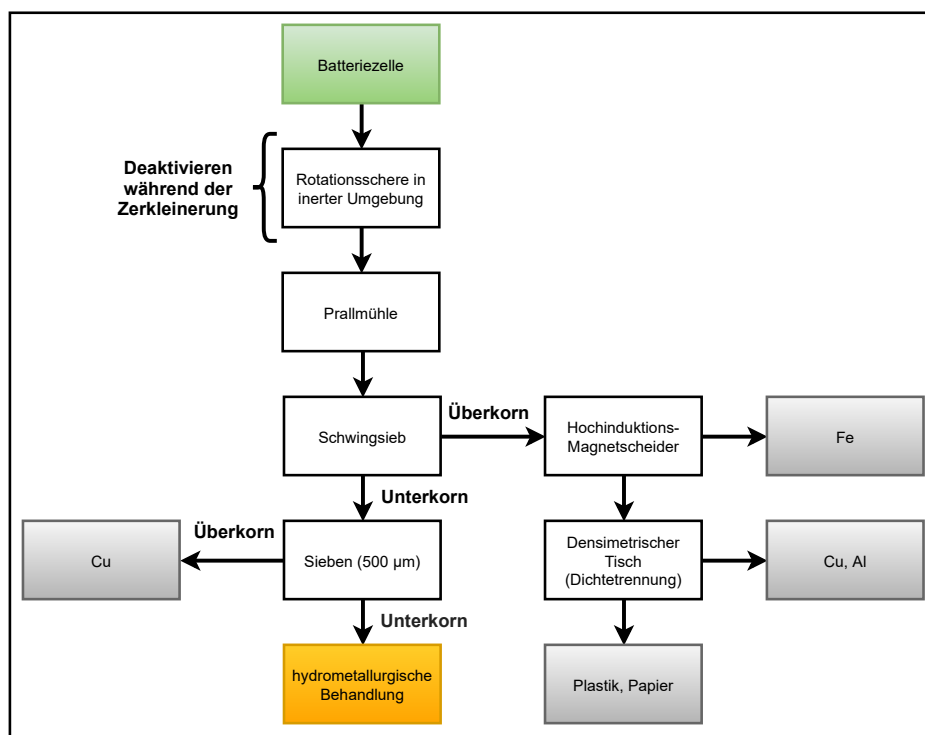 Batteriezelle
Deaktivieren
während der
Zerkleinerung
Rotationsschere in
inerter Umgebung
Prallmühle
Schwingsieb
Überkorn
Hochinduktions-
Magnetscheider
Fe
Unterkorn
Cu
Überkorn
Sieben (500 µm)
Densimetrischer
Tisch
(Dichtetrennung)
Cu, Al
Unterkorn
hydrometallurgische
Behandlung
Plastik, Papier